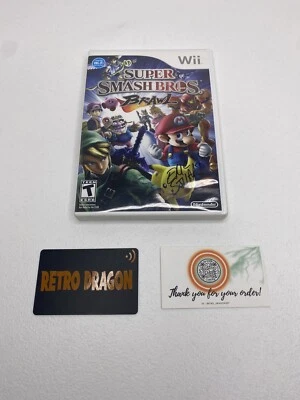 Wii
SUPER
SMASH BROS.
BRAWL
TEEN
T
Nintendo
RETRO DRAGON
Thank you for your order!